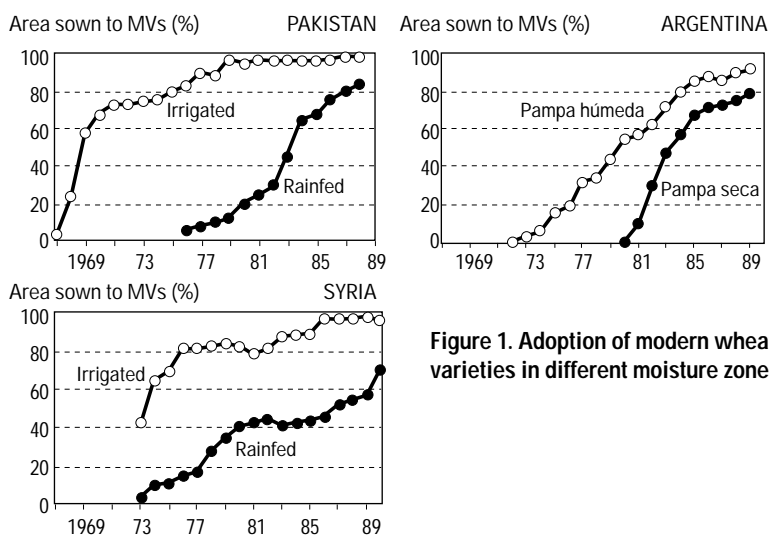 Area sown to MVs (%) PAKISTAN
100
80
60
40
20
0
Irrigated
Rainfed
1969 73 77 81 85 89
Area sown to MVs (%) ARGENTINA
100
80
60
40
20
0
Pampa húmeda
Pampa seca
1969 73 77 81 85 89
Area sown to MVs (%) SYRIA
100
80
60
40
20
0
Irrigated
Rainfed
1969 73 77 81 85 89
Figure 1. Adoption of modern whea
varieties in different moisture zone